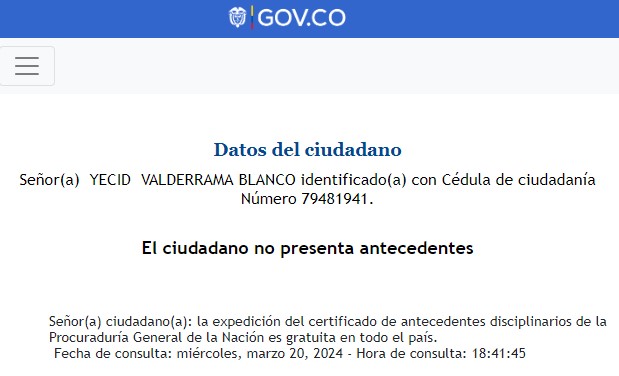 GOV.CO
Datos del ciudadano
Señor(a) YECID VALDERRAMA BLANCO identificado(a) con Cédula de ciudadanía
Número 79481941.
El ciudadano no presenta antecedentes
Señor(a) ciudadano(a): la expedición del certificado de antecedentes disciplinarios de la
Procuraduría General de la Nación es gratuita en todo el país.
Fecha de consulta: miércoles, marzo 20, 2024 - Hora de consulta: 18:41:45